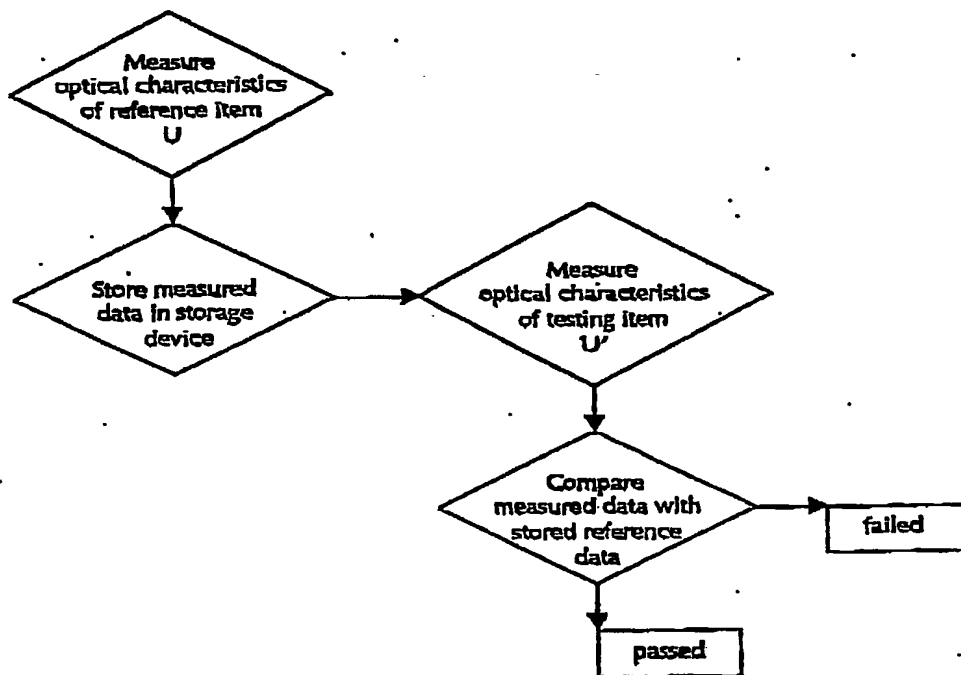 Measure
optical characteristics
of reference item
U
Store measured
data in storage
device
Measure
optical characteristics
of testing item
U'
Compare
measured data with
stored reference
data
failed
passed